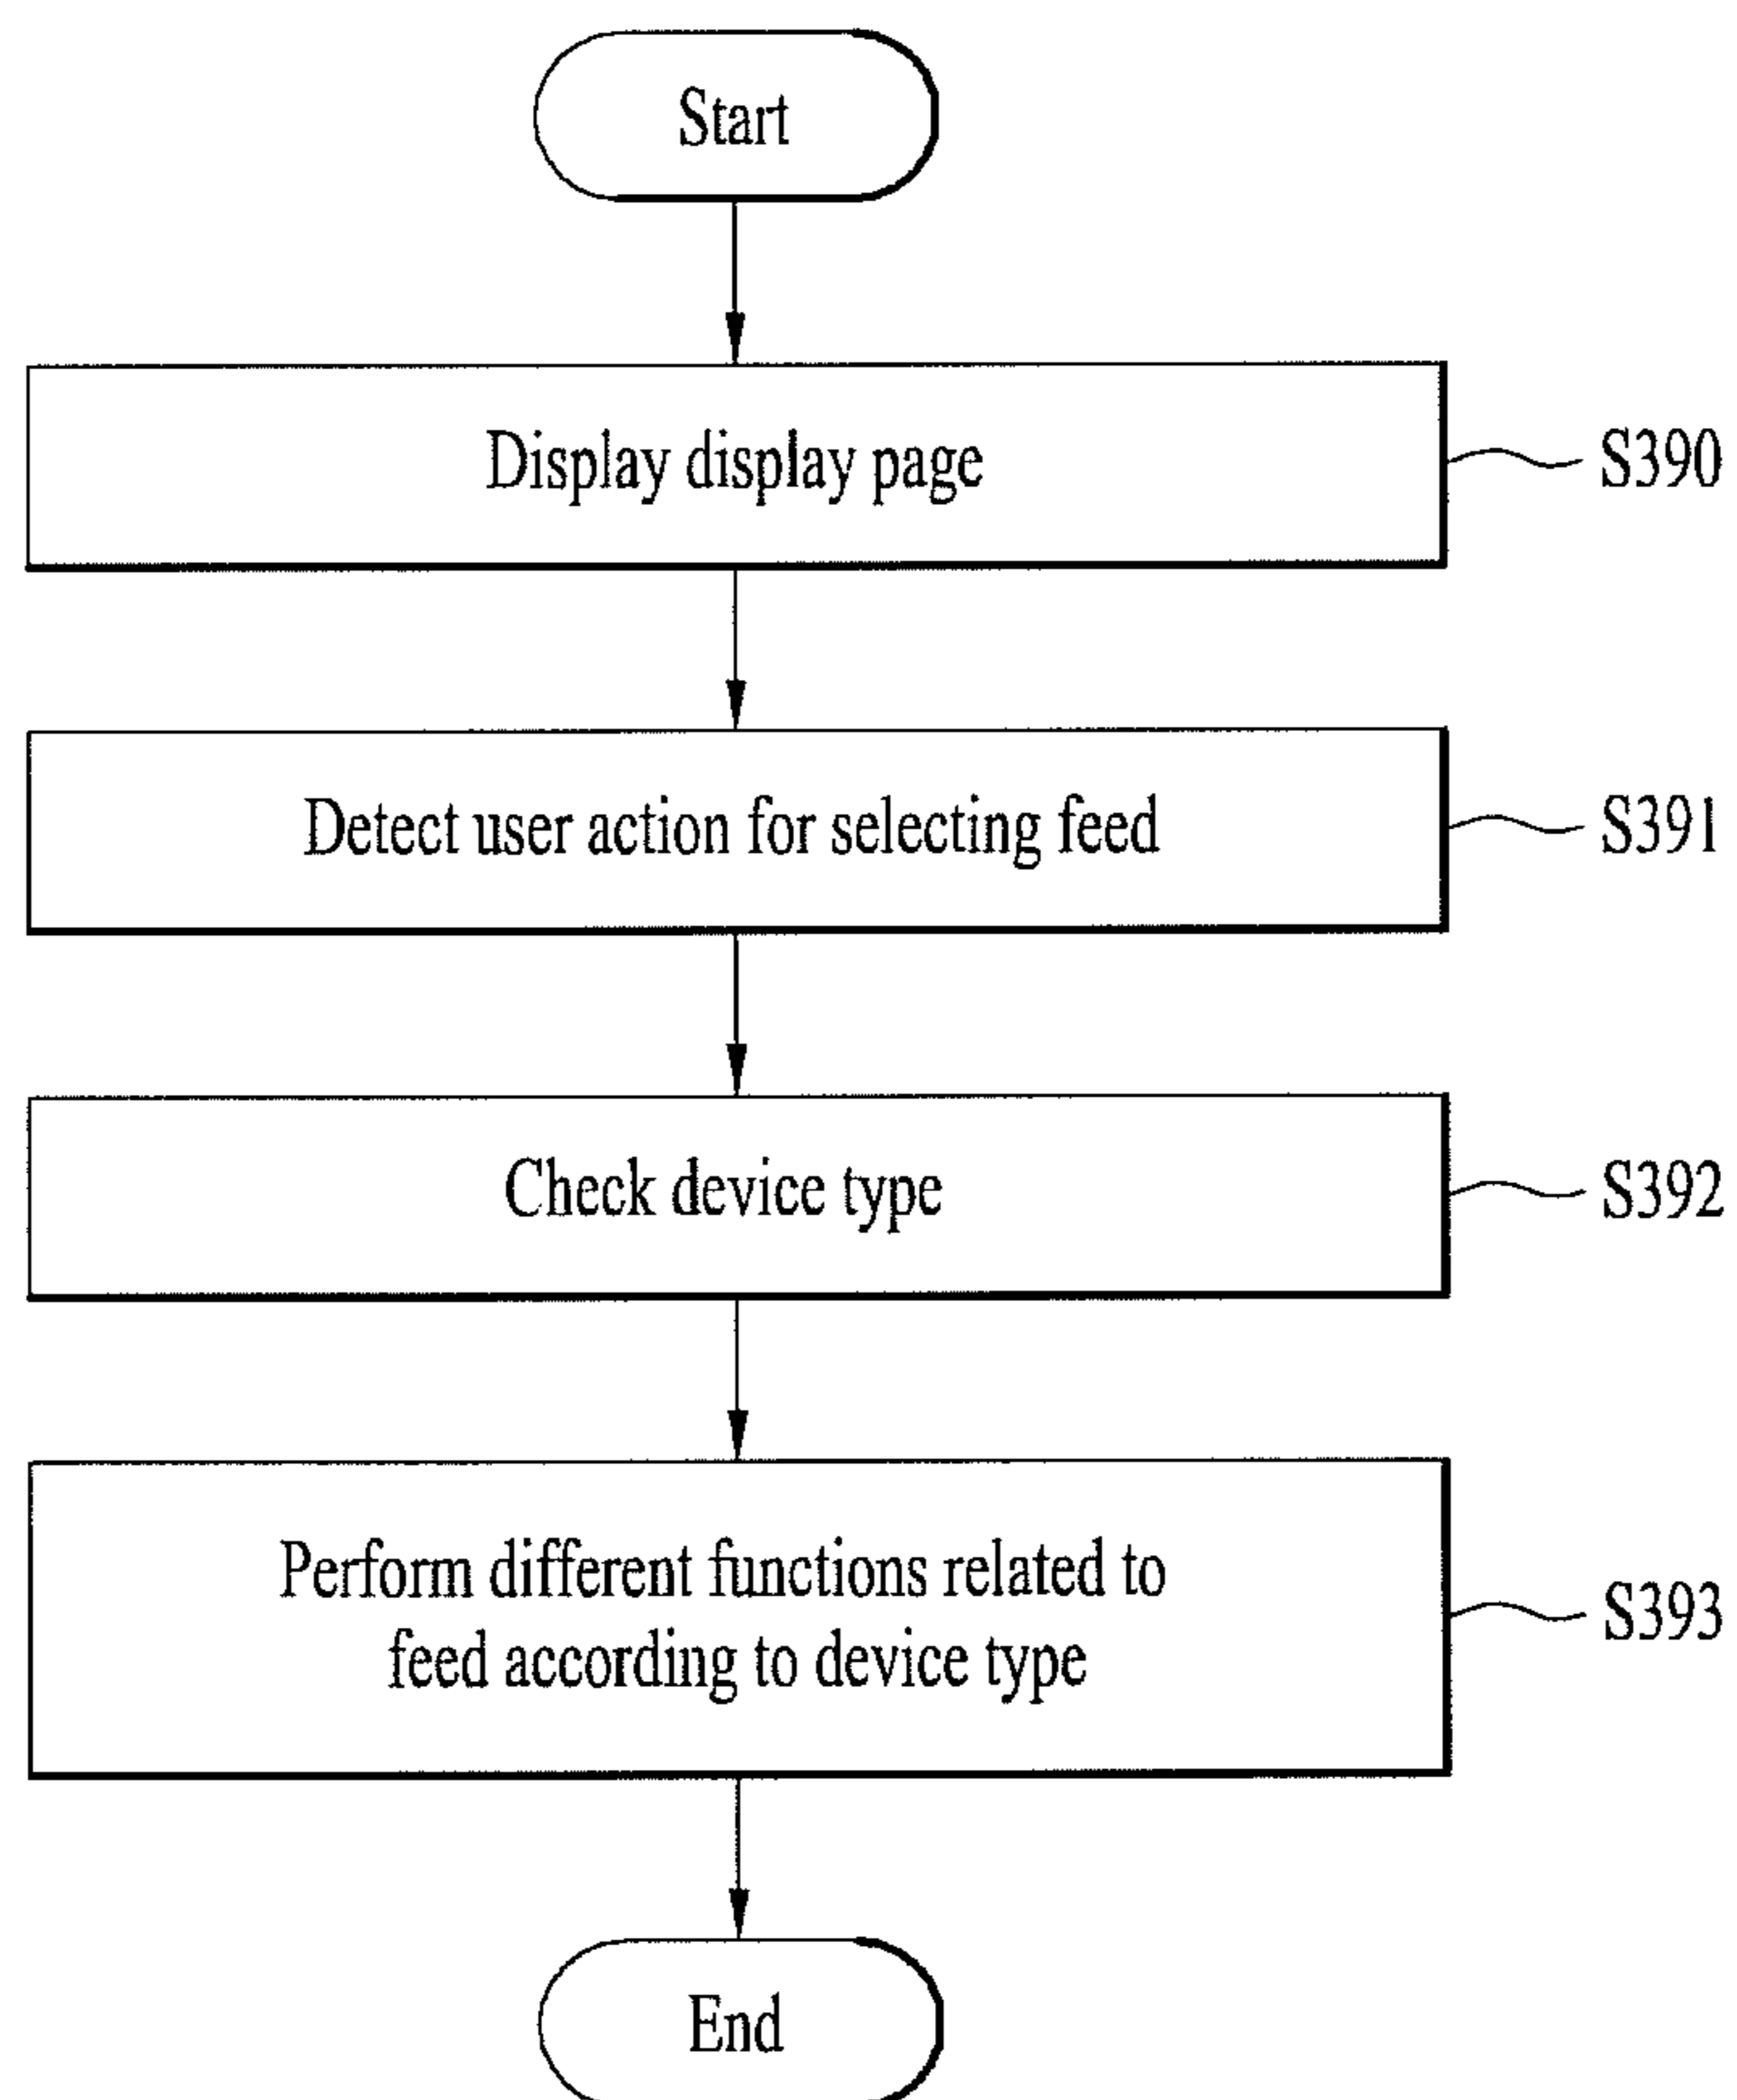 Start
Display display page
S390
Detect user action for selecting feed
S391
Check device type
S392
Perform different functions related to
feed according to device type
S393
End